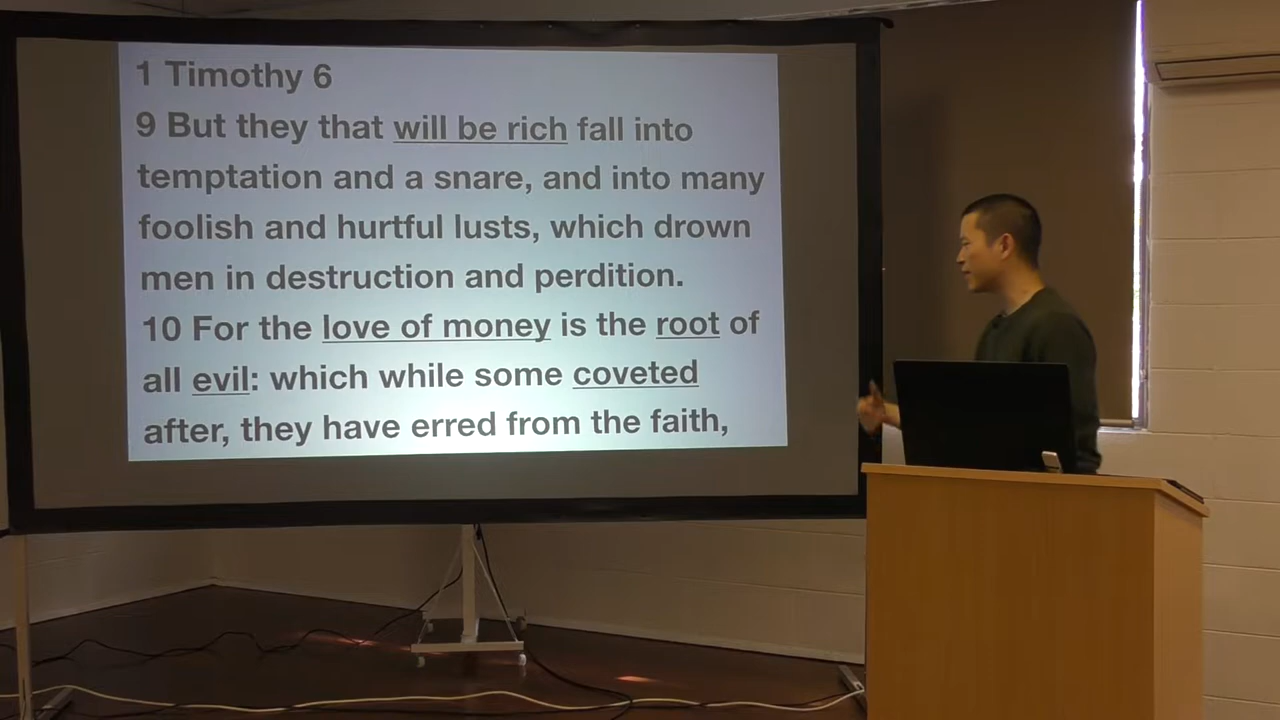 1 Timothy 6
9 But they that will be rich fall into
temptation and a snare, and into many
foolish and hurtful lusts, which drown
men in destruction and perdition.
10 For the love of money is the root of
all evil: which while some coveted
after, they have erred from the faith,